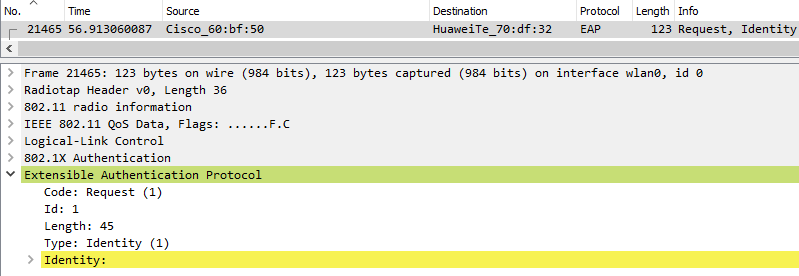 No. Time Source Destination Protocol Length Info
21465 56.913060087 Cisco_60:bf:50 HuaweiTe_70:df:32 EAP 123 Request, Identity
Frame 21465: 123 bytes on wire (984 bits), 123 bytes captured (984 bits) on interface wlan0, id 0
Radiotap Header v0, Length 36
802.11 radio information
IEEE 802.11 QoS Data, Flags: ......F.C
Logical-Link Control
802.1X Authentication
Extensible Authentication Protocol
Code: Request (1)
Id: 1
Length: 45
Type: Identity (1)
Identity: